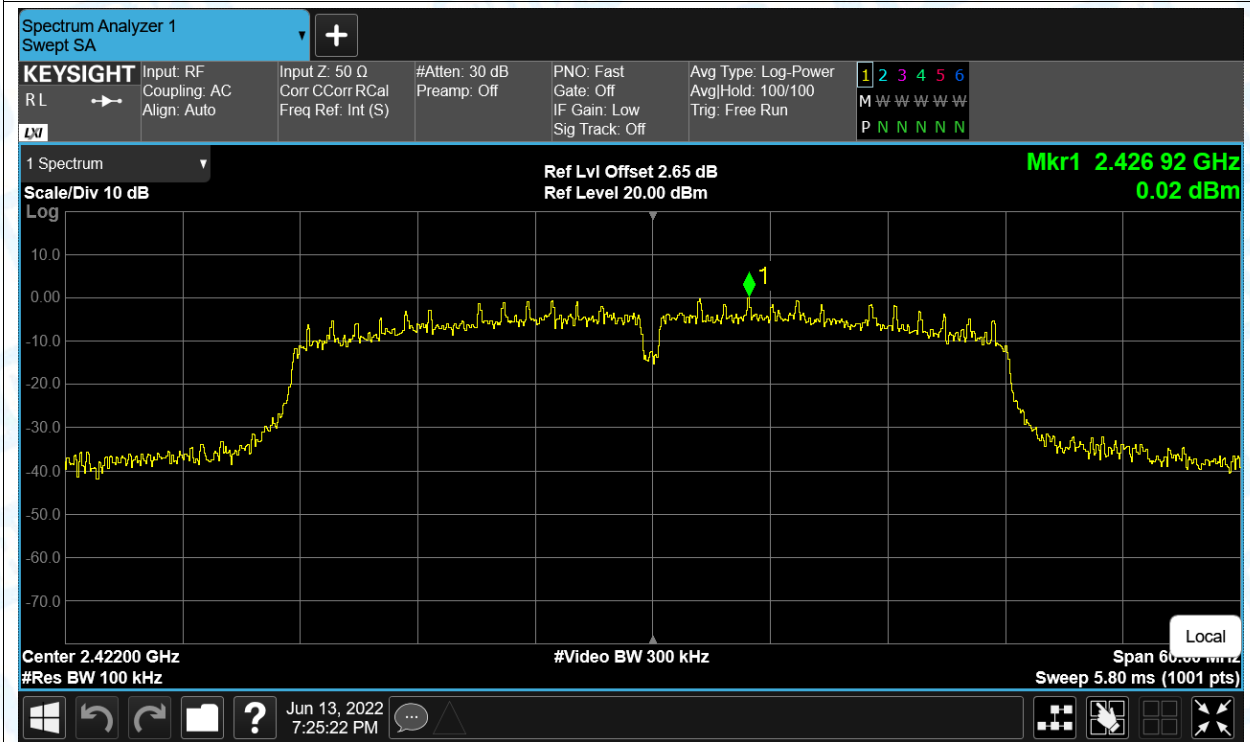 Spectrum Analyzer 1
Swept SA
KEYSIGHT
R L
LXI
Input: RF
Coupling: AC
Align: Auto
Input Z: 50 Ω
Corr CCorr RCal
Freq Ref: Int (S)
#Atten: 30 dB
Preamp: Off
PNO: Fast
Gate: Off
IF Gain: Low
Sig Track: Off
Avg Type: Log-Power
Avg|Hold: 100/100
Trig: Free Run
1 2 3 4 5 6
M W W W W W
P N N N N N
1 Spectrum
Scale/Div 10 dB
Log
Ref Lvl Offset 2.65 dB
Ref Level 20.00 dBm
Mkr1 2.426 92 GHz
0.02 dBm
10.0
0.00
-10.0
-20.0
-30.0
-40.0
-50.0
-60.0
-70.0
1
Local
Center 2.42200 GHz
#Res BW 100 kHz
#Video BW 300 kHz
Span 60.00 MHz
Sweep 5.80 ms (1001 pts)
?
Jun 13, 2022
7:25:22 PM